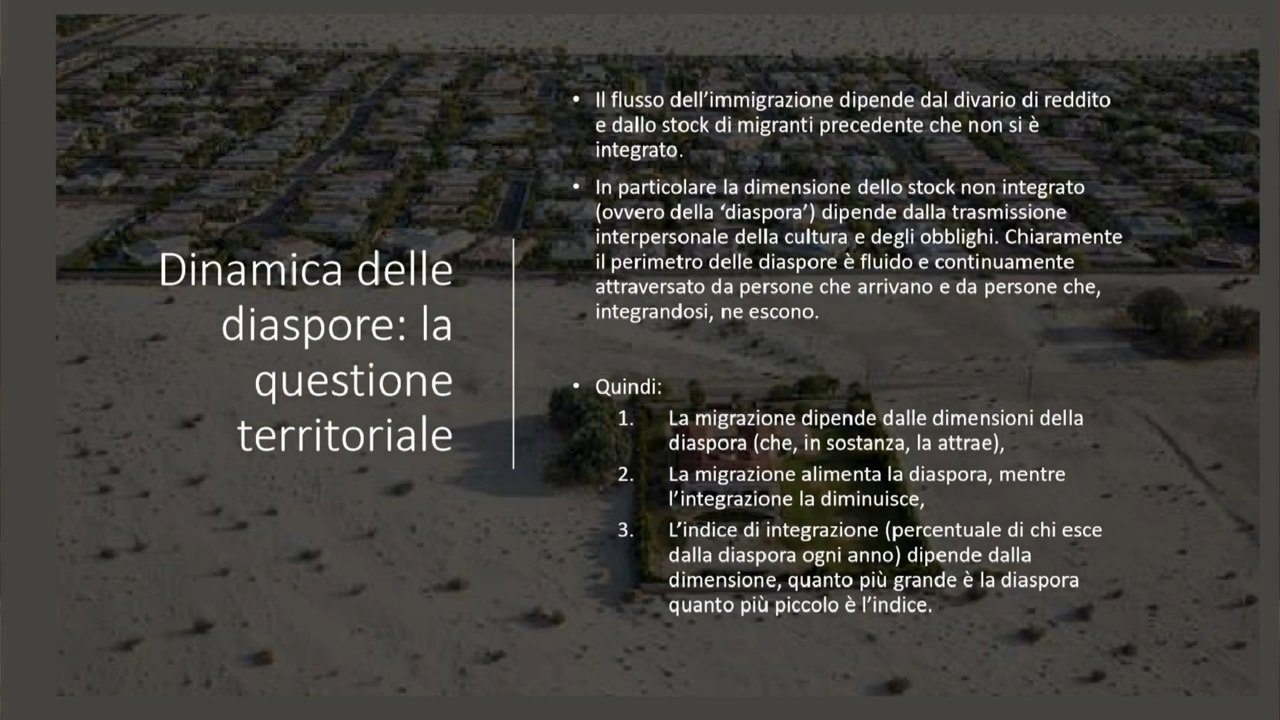 Dinamica delle
diaspore: la
questione
territoriale
• Il flusso dell’immigrazione dipende dal divario di reddito
e dallo stock di migranti precedente che non si è
integrato.
• In particolare la dimensione dello stock non integrato
(ovvero della ‘diaspora’) dipende dalla trasmissione
interpersonale della cultura e degli obblighi. Chiaramente
il perimetro delle diaspore è fluido e continuamente
attraversato da persone che arrivano e da persone che,
integrandosi, ne escono.
• Quindi:
1. La migrazione dipende dalle dimensioni della
diaspora (che, in sostanza, la attrae),
2. La migrazione alimenta la diaspora, mentre
l’integrazione la diminuisce,
3. L’indice di integrazione (percentuale di chi esce
dalla diaspora ogni anno) dipende dalla
dimensione, quanto più grande è la diaspora
quanto più piccolo è l’indice.